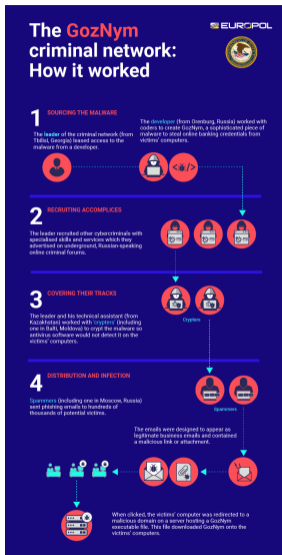 The GozNym
criminal network:
How it worked
EUROPOL
1
SOURCING THE MALWARE
The leader of the criminal network (from
Tbilisi, Georgia) leased access to the
malware from a developer.
The developer (from Orenburg, Russia) worked with
coders to create GozNym, a sophisticated piece of
malware to steal online banking credentials from
victims' computers.
2
RECRUITING ACCOMPLICES
The leader recruited other cybercriminals with
specialised skills and services which they
advertised on underground, Russian-speaking
online criminal forums.
3
COVERING THEIR TRACKS
The leader and his technical assistant (from
Kazakhstan) worked with 'crypters' (including
one in Balti, Moldova) to crypt the malware so
antivirus software would not detect it on the
victims' computers.
Crypters
4
DISTRIBUTION AND INFECTION
Spammers (including one in Moscow, Russia)
sent phishing emails to hundreds of
thousands of potential victims.
Spammers
The emails were designed to appear as
legitimate business emails and contained
a malicious link or attachment.
When clicked, the victims' computer was redirected to a
malicious domain on a server hosting a GozNym
executable file. This file downloaded GozNym onto the
victims' computers.